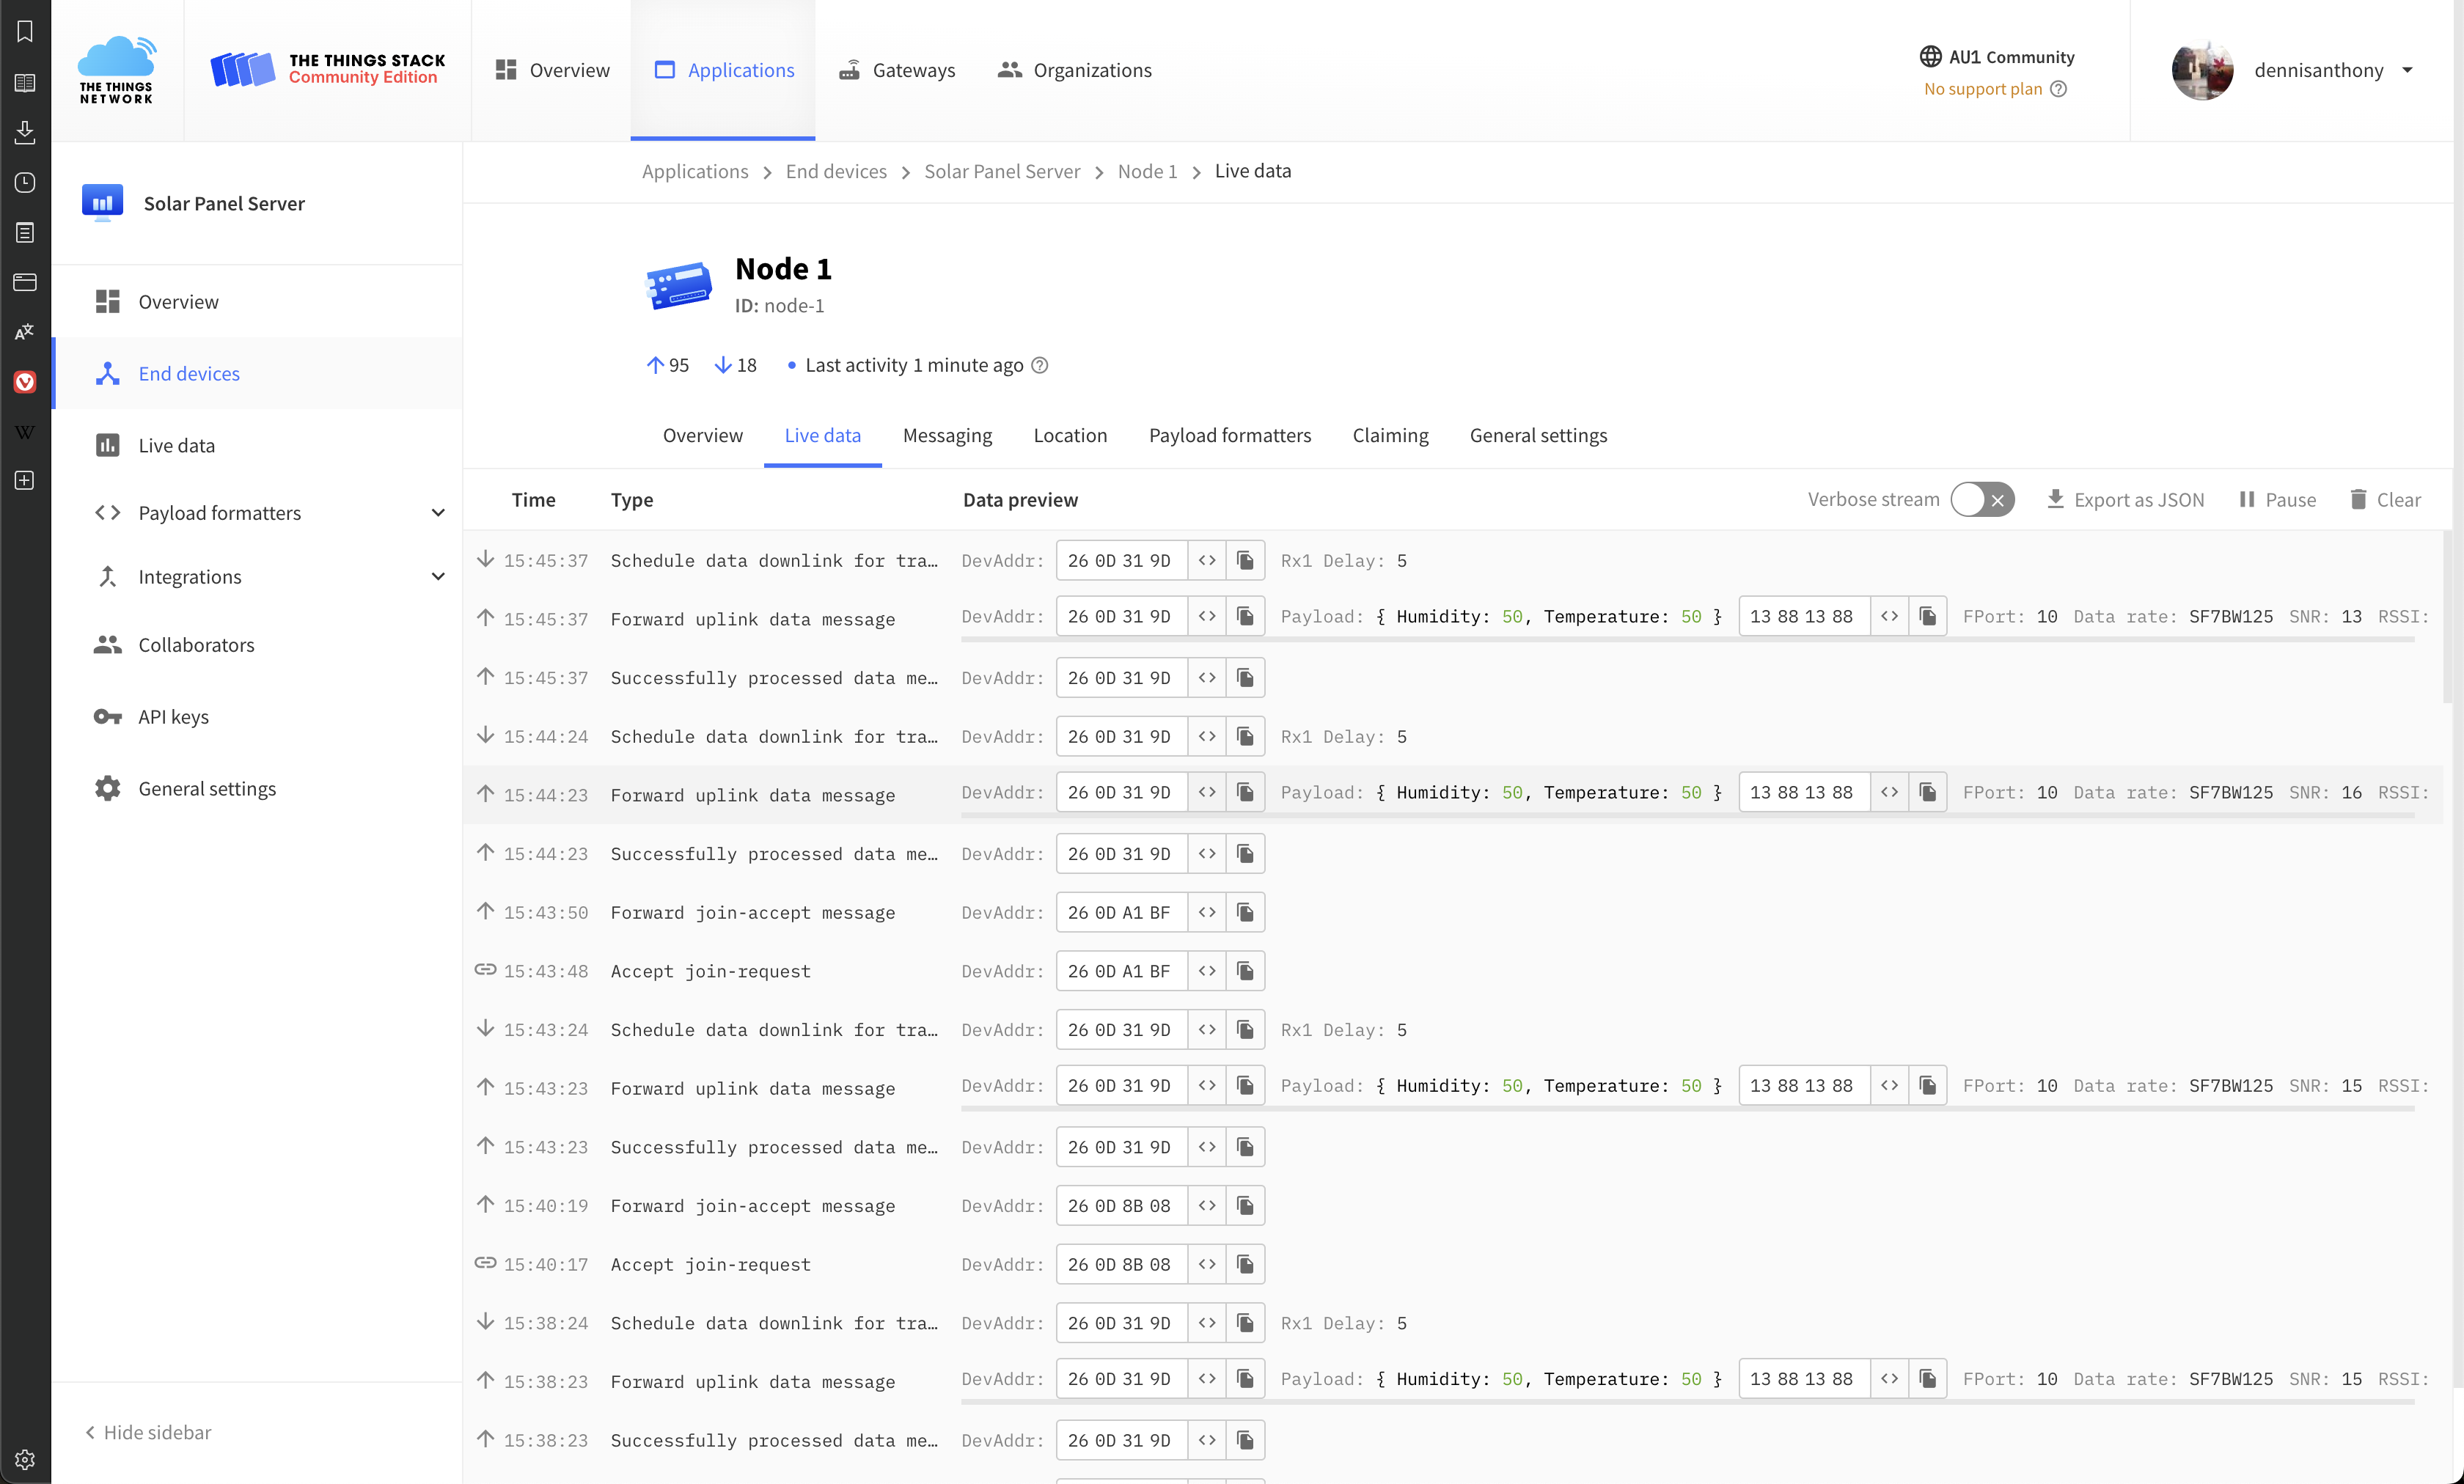 THE THINGS
NETWORK
THE THINGS STACK
Community Edition
Overview
Applications
Gateways
Organizations
AU1 Community
No support plan
dennisanthony
Solar Panel Server
Overview
End devices
Live data
Payload formatters
Integrations
Collaborators
API keys
General settings
Hide sidebar
Applications > End devices > Solar Panel Server > Node 1 > Live data
Node 1
ID: node-1
95 18 • Last activity 1 minute ago
Overview Live data Messaging Location Payload formatters Claiming General settings
Time Type Data preview Verbose stream Export as JSON Pause Clear
15:45:37 Schedule data downlink for tra… DevAddr: 26 0D 31 9D <> Rx1 Delay: 5
15:45:37 Forward uplink data message DevAddr: 26 0D 31 9D <> Payload: { Humidity: 50, Temperature: 50 } 13 88 13 88 <> FPort: 10 Data rate: SF7BW125 SNR: 13 RSSI:
15:45:37 Successfully processed data me… DevAddr: 26 0D 31 9D <>
15:44:24 Schedule data downlink for tra… DevAddr: 26 0D 31 9D <> Rx1 Delay: 5
15:44:23 Forward uplink data message DevAddr: 26 0D 31 9D <> Payload: { Humidity: 50, Temperature: 50 } 13 88 13 88 <> FPort: 10 Data rate: SF7BW125 SNR: 16 RSSI:
15:44:23 Successfully processed data me… DevAddr: 26 0D 31 9D <>
15:43:50 Forward join-accept message DevAddr: 26 0D A1 BF <>
15:43:48 Accept join-request DevAddr: 26 0D A1 BF <>
15:43:24 Schedule data downlink for tra… DevAddr: 26 0D 31 9D <> Rx1 Delay: 5
15:43:23 Forward uplink data message DevAddr: 26 0D 31 9D <> Payload: { Humidity: 50, Temperature: 50 } 13 88 13 88 <> FPort: 10 Data rate: SF7BW125 SNR: 15 RSSI:
15:43:23 Successfully processed data me… DevAddr: 26 0D 31 9D <>
15:40:19 Forward join-accept message DevAddr: 26 0D 8B 08 <>
15:40:17 Accept join-request DevAddr: 26 0D 8B 08 <>
15:38:24 Schedule data downlink for tra… DevAddr: 26 0D 31 9D <> Rx1 Delay: 5
15:38:23 Forward uplink data message DevAddr: 26 0D 31 9D <> Payload: { Humidity: 50, Temperature: 50 } 13 88 13 88 <> FPort: 10 Data rate: SF7BW125 SNR: 15 RSSI:
15:38:23 Successfully processed data me… DevAddr: 26 0D 31 9D <>